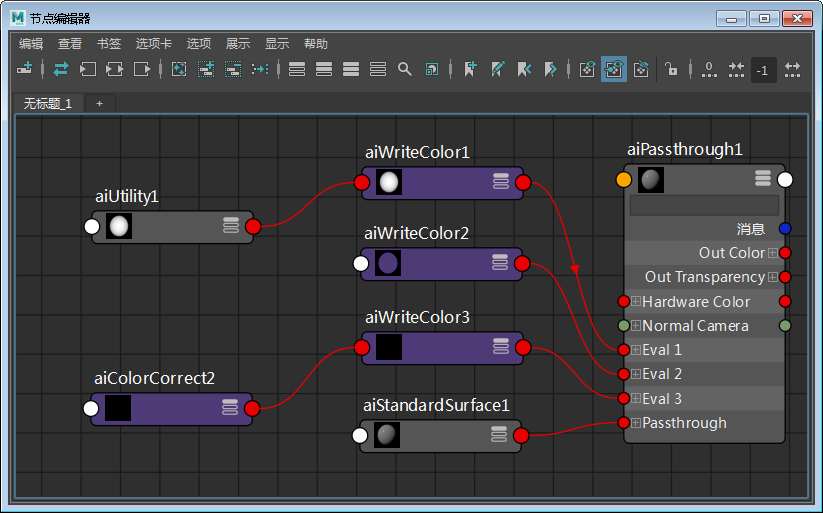 节点编辑器
编辑 查看 书签 选项卡 选项 展示 显示 帮助
0 -1
无标题_1 +
aiWriteColor1
aiPassthrough1
aiUtility1
消息
aiWriteColor2
Out Color
Out Transparency
Hardware Color
aiWriteColor3
Normal Camera
Eval 1
Eval 2
aiColorCorrect2
Eval 3
aiStandardSurface1
Passthrough